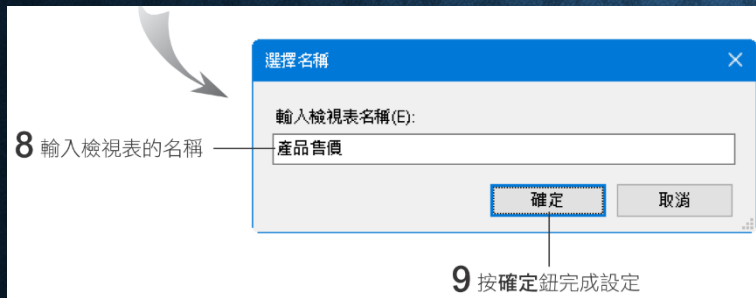 選擇名稱
輸入檢視表名稱(E):
8 輸入檢視表的名稱
產品售價
確定
取消
9 按確定鈕完成設定